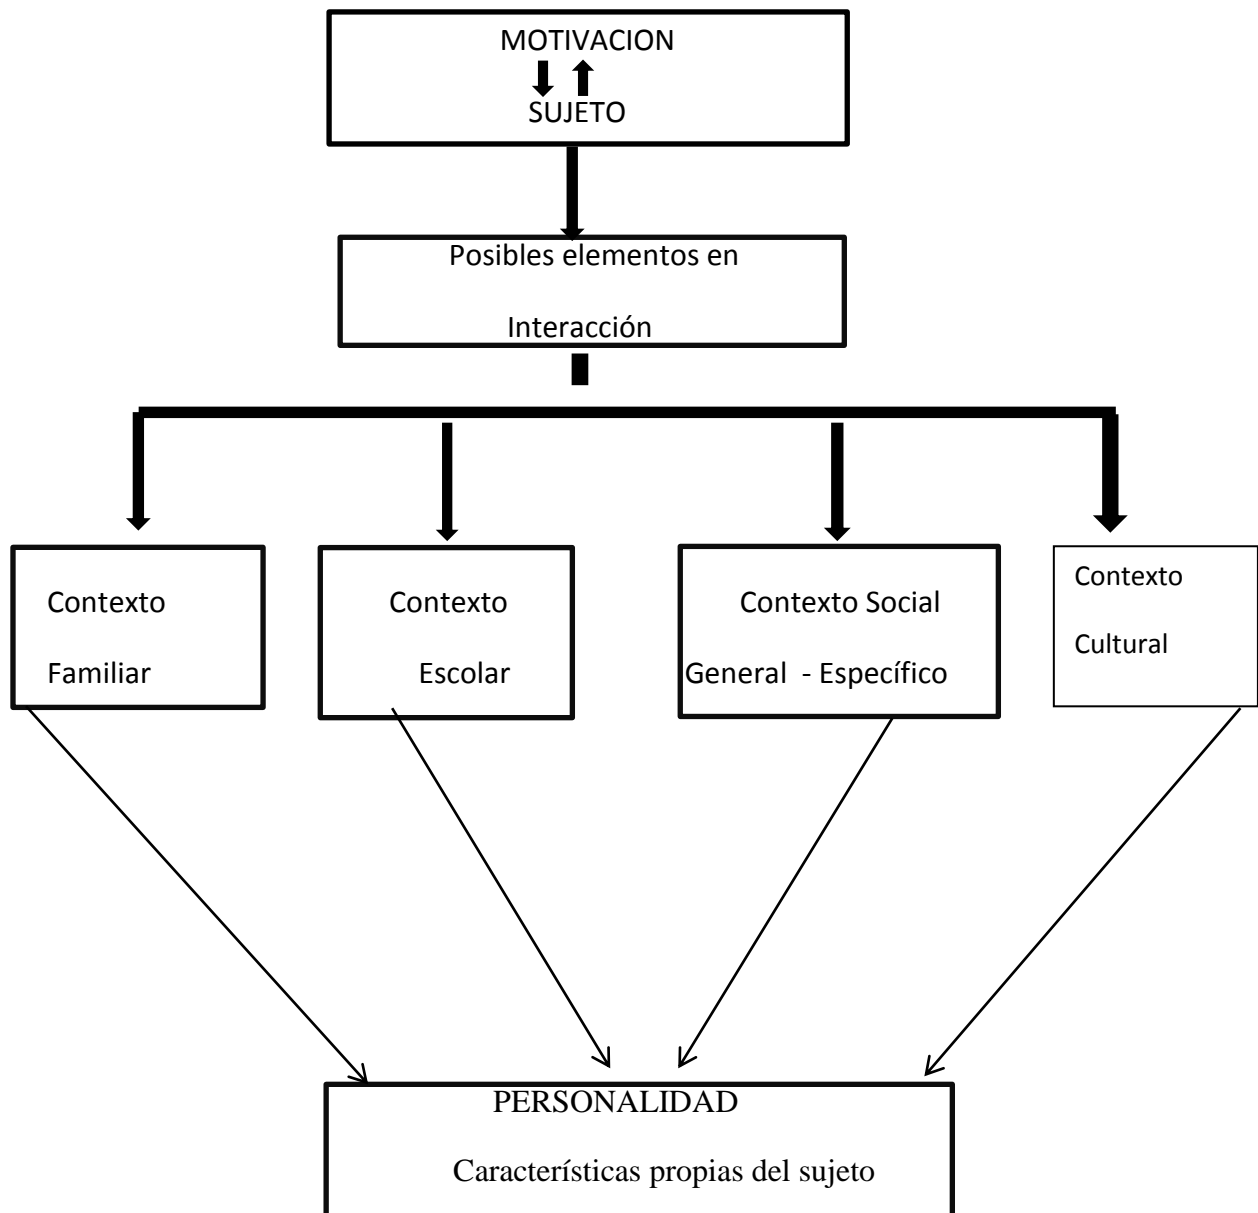 MOTIVACION
SUJETO
Posibles elementos en
Interacción
Contexto
Familiar
Contexto
Escolar
Contexto Social
General - Específico
Contexto
Cultural
PERSONALIDAD
Características propias del sujeto